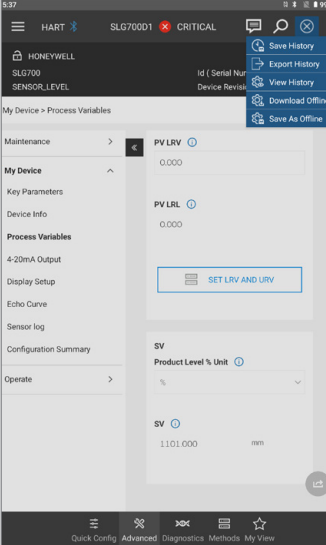 5:37
99
HART
SLG700D1
CRITICAL
HONEYWELL
SLG700
SENSOR_LEVEL
Id ( Serial Nur
Device Revisi
Save History
Export History
View History
Download Offlin
Save As Offline
My Device > Process Variables
Maintenance
My Device
Key Parameters
Device Info
Process Variables
4-20mA Output
Display Setup
Echo Curve
Sensor log
Configuration Summary
Operate
PV LRV
0.000
PV LRL
0.000
SET LRV AND URV
SV
Product Level % Unit
%
SV
1101.000 mm
Quick Config Advanced Diagnostics Methods My View